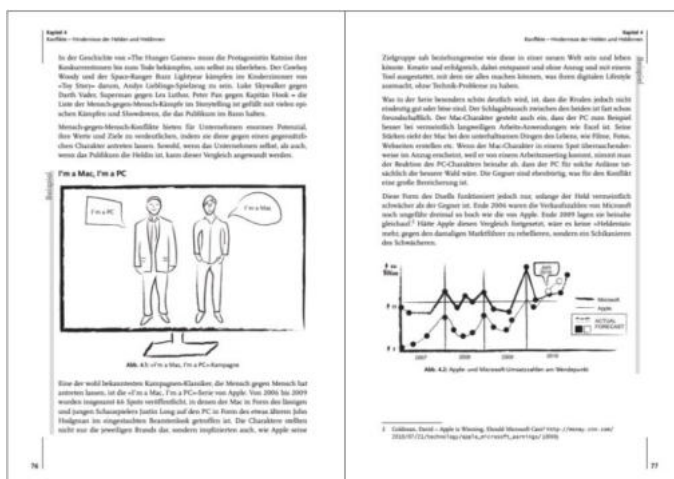 Kapitel 4
Konflikte – Hindernisse der Helden und Heldinnen
In der Geschichte von «The Hunger Games» muss die Protagonistin Katniss ihre
Konkurrentinnen bis zum Tode bekämpfen, um selbst zu überleben. Der Cowboy
Woody und der Space-Ranger Buzz Lightyear kämpfen im Kinderzimmer von
«Toy Story» darum, Andys Lieblings-Spielzeug zu sein. Luke Skywalker gegen
Darth Vader, Superman gegen Lex Luthor, Peter Pan gegen Kapitän Hook – die
Liste der Mensch-gegen-Mensch-Kämpfe im Storytelling ist gefüllt mit vielen epi-
schen Kämpfen und Showdowns, die das Publikum im Bann halten.
Mensch-gegen-Mensch-Konflikte bieten für Unternehmen enormes Potenzial,
ihre Werte und Ziele zu verdeutlichen, indem sie diese gegen einen gegensätzli-
chen Charakter antreten lassen. Sowohl, wenn das Unternehmen selbst, als auch,
wenn das Publikum die Heldin ist, kann dieser Vergleich angewandt werden.
Beispiel
I'm a Mac, I'm a PC
I'm a PC
I'm a Mac
Abb. 4.1: «I'm a Mac, I'm a PC»-Kampagne
Eine der wohl bekanntesten Kampagnen-Klassiker, die Mensch gegen Mensch hat
antreten lassen, ist die «I'm a Mac, I'm a PC»-Serie von Apple. Von 2006 bis 2009
wurden insgesamt 66 Spots veröffentlicht, in denen der Mac in Form des lässigen
und jungen Schauspielers Justin Long auf den PC in Form des etwas älteren John
Hodgman im eingestaubten Beamtenlook getroffen ist. Die Charaktere stellten
nicht nur die jeweiligen Brands dar, sondern implizierten auch, wie Apple seine
76
Kapitel 4
Konflikte – Hindernisse der Helden und Heldinnen
Zielgruppe sah beziehungsweise wie diese in einer neuen Welt sein und leben
könnte. Kreativ und erfolgreich, dabei entspannt und ohne Anzug und mit einem
Tool ausgestattet, mit dem sie alles machen können, was ihren digitalen Lifestyle
ausmacht, ohne Technik-Probleme zu haben.
Beispiel
Was in der Serie besonders schön deutlich wird, ist, dass die Rivalen jedoch nicht
eindeutig gut oder böse sind. Der Schlagabtausch zwischen den beiden ist fast schon
freundschaftlich. Der Mac-Charakter gesteht auch ein, dass der PC zum Beispiel
besser bei vermeintlich langweiligen Arbeits-Anwendungen wie Excel ist. Seine
Stärken sieht der Mac bei den unterhaltsamen Dingen des Lebens, wie Filme, Fotos,
Webseiten erstellen etc. Wenn der Mac-Charakter in einem Spot überraschender-
weise im Anzug erscheint, weil er von einem Arbeitsmeeting kommt, nimmt man
der Reaktion des PC-Charakters beinahe ab, dass der PC für solche Anlässe tat-
sächlich die bessere Wahl wäre. Die Gegner sind ebenbürtig, was für den Konflikt
eine große Bereicherung ist.
Diese Form des Duells funktioniert jedoch nur, solange der Held vermeintlich
schwächer als der Gegner ist. Ende 2006 waren die Verkaufszahlen von Microsoft
noch ungefähr dreimal so hoch wie die von Apple. Ende 2009 lagen sie beinahe
gleichauf.² Hätte Apple diesen Vergleich fortgesetzt, wäre es keine «Heldentat»
mehr, gegen den damaligen Marktführer zu rebellieren, sondern ein Schikanieren
des Schwächeren.
Microsoft
Apple
ACTUAL
FORECAST
2007
2008
2009
2010
Abb. 4.2: Apple- und Microsoft-Umsatzzahlen am Wendepunkt
2 Goldman, David – Apple is Winning, Should Microsoft Care? http://money.cnn.com/
2010/07/22/technology/apple_microsoft_earnings/
77